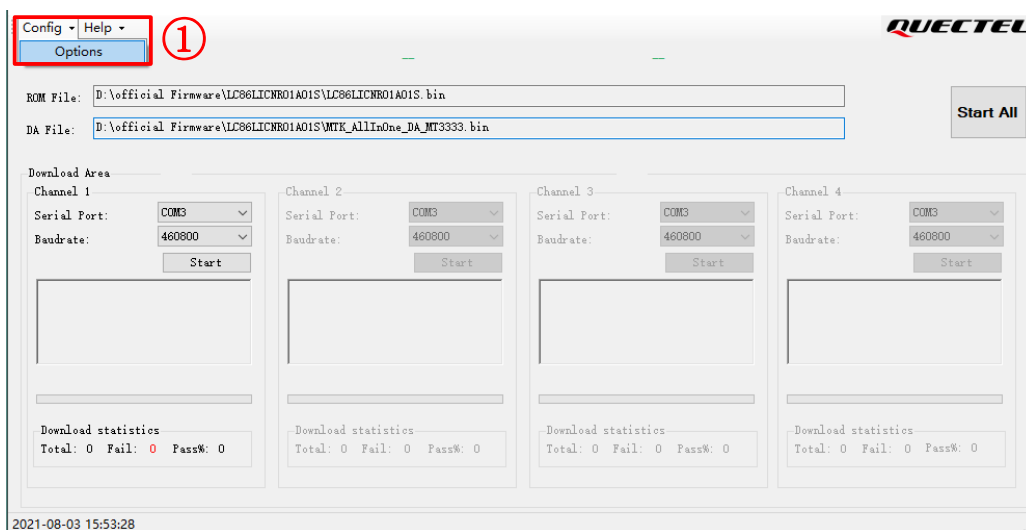 Config Help
①
QUECTEL
Options
ROM File: D:\official Firmware\LC86LICNR01A01S\LC86LICNR01A01S.bin
Start All
DA File: D:\official Firmware\LC86LICNR01A01S\MTK_AllInOne_DA_MT3333.bin
Download Area
Channel 1 Channel 2 Channel 3 Channel 4
Serial Port: COM3 Serial Port: COM3 Serial Port: COM3 Serial Port: COM3
Baudrate: 460800 Baudrate: 460800 Baudrate: 460800 Baudrate: 460800
Start Start Start Start
Download statistics Download statistics Download statistics Download statistics
Total: 0 Fail: 0 Pass%: 0 Total: 0 Fail: 0 Pass%: 0 Total: 0 Fail: 0 Pass%: 0 Total: 0 Fail: 0 Pass%: 0
2021-08-03 15:53:28